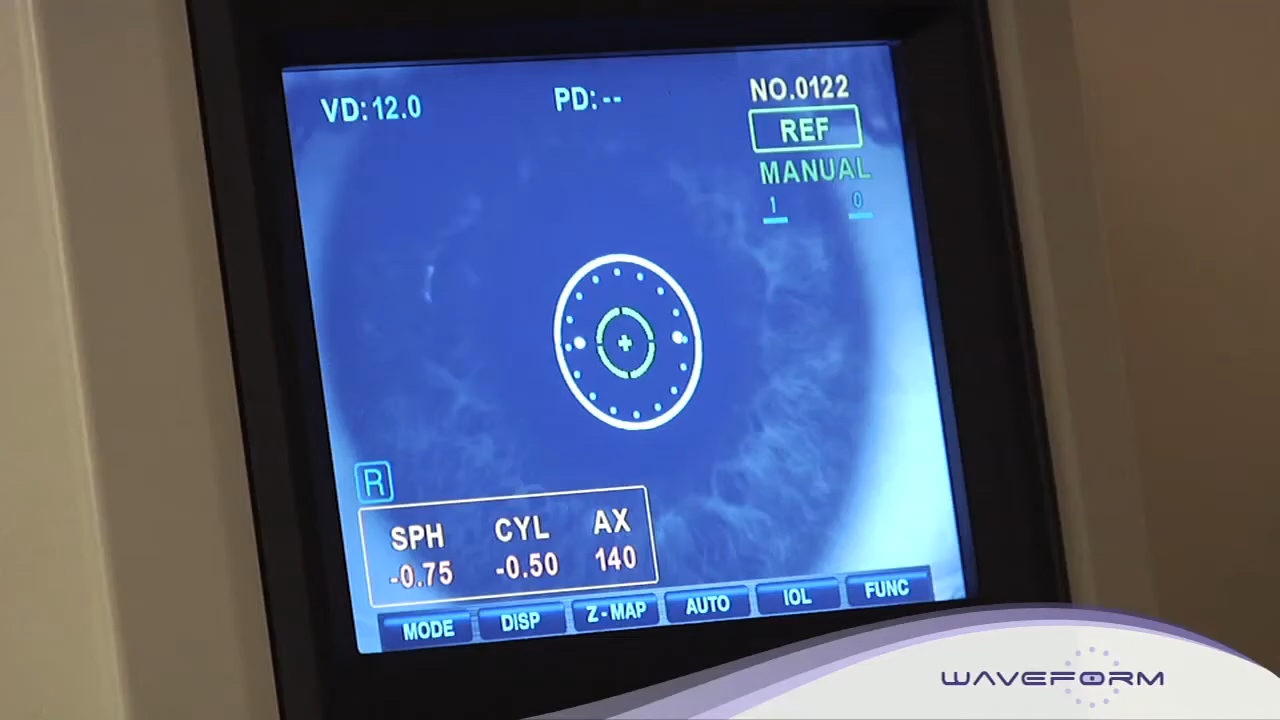 VD:12.0
PD:--
NO.0122
REF
MANUAL
1 0
R
SPH CYL AX
-0.75 -0.50 140
MODE DISP Z-MAP AUTO IOL FUNC
WAVEFORM